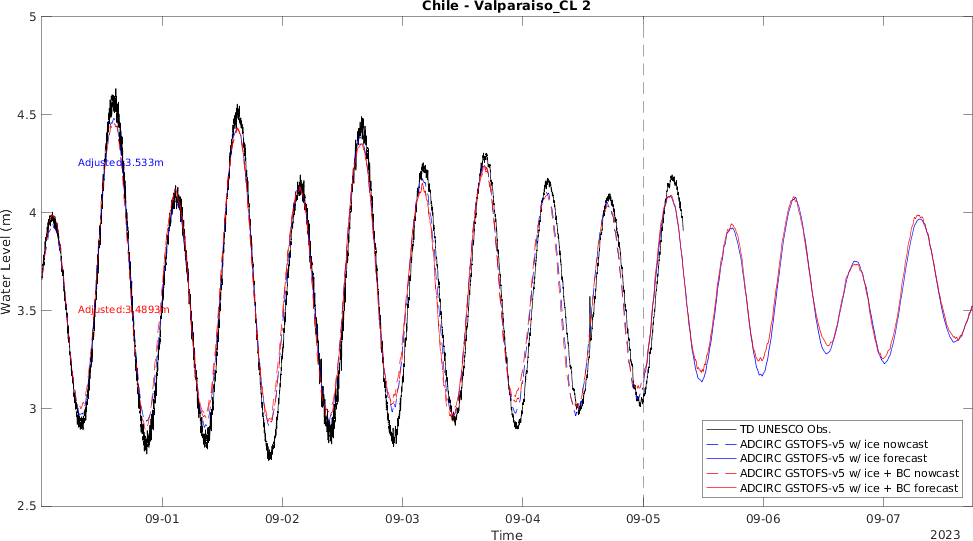 Chile - Valparaiso_CL 2
5
4.5
4
3.5
3
2.5
Water Level (m)
Adjusted:3.533m
Adjusted:3.4893m
TD UNESCO Obs.
ADCIRC GSTOFS-v5 w/ ice nowcast
ADCIRC GSTOFS-v5 w/ ice forecast
ADCIRC GSTOFS-v5 w/ ice + BC nowcast
ADCIRC GSTOFS-v5 w/ ice + BC forecast
09-01 09-02 09-03 09-04 09-05 09-06 09-07
Time
2023